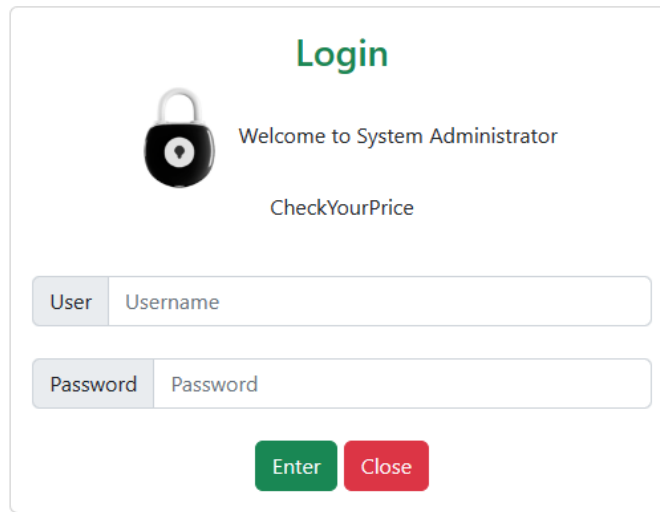 Login
Welcome to System Administrator
CheckYourPrice
User Username
Password Password
Enter Close